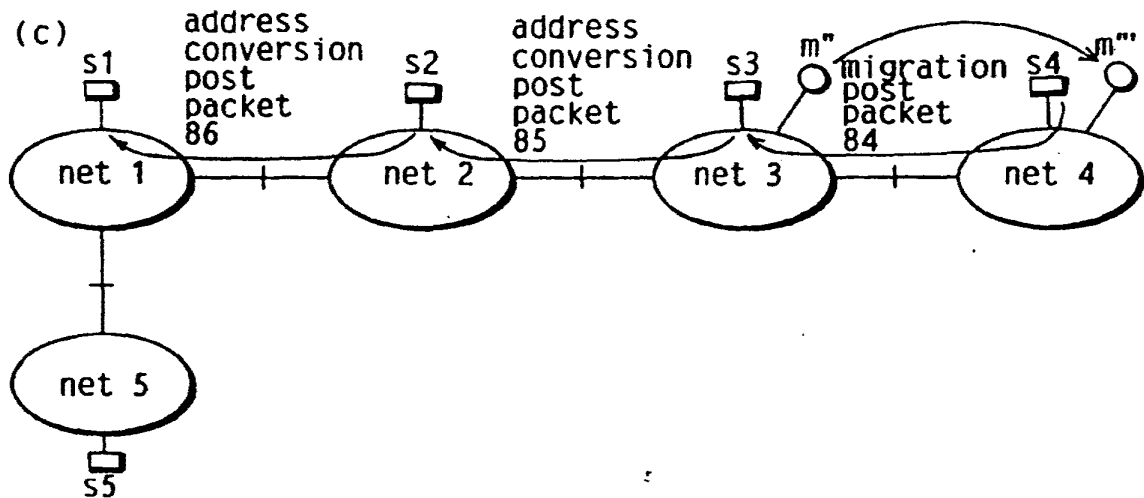 (c)
s1
address
conversion
post
packet
86
s2
address
conversion
post
packet
85
s3
m"
migration
post
packet
84
s4
m"'
net 1
net 2
net 3
net 4
net 5
s5